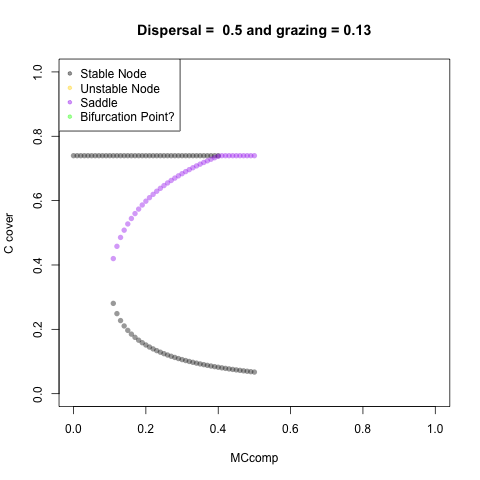 Dispersal =  0.5 and grazing = 0.13
Stable Node
Unstable Node
Saddle
Bifurcation Point?
C cover
1.0
0.8
0.6
0.4
0.2
0.0
0.0 0.2 0.4 0.6 0.8 1.0
MCcomp